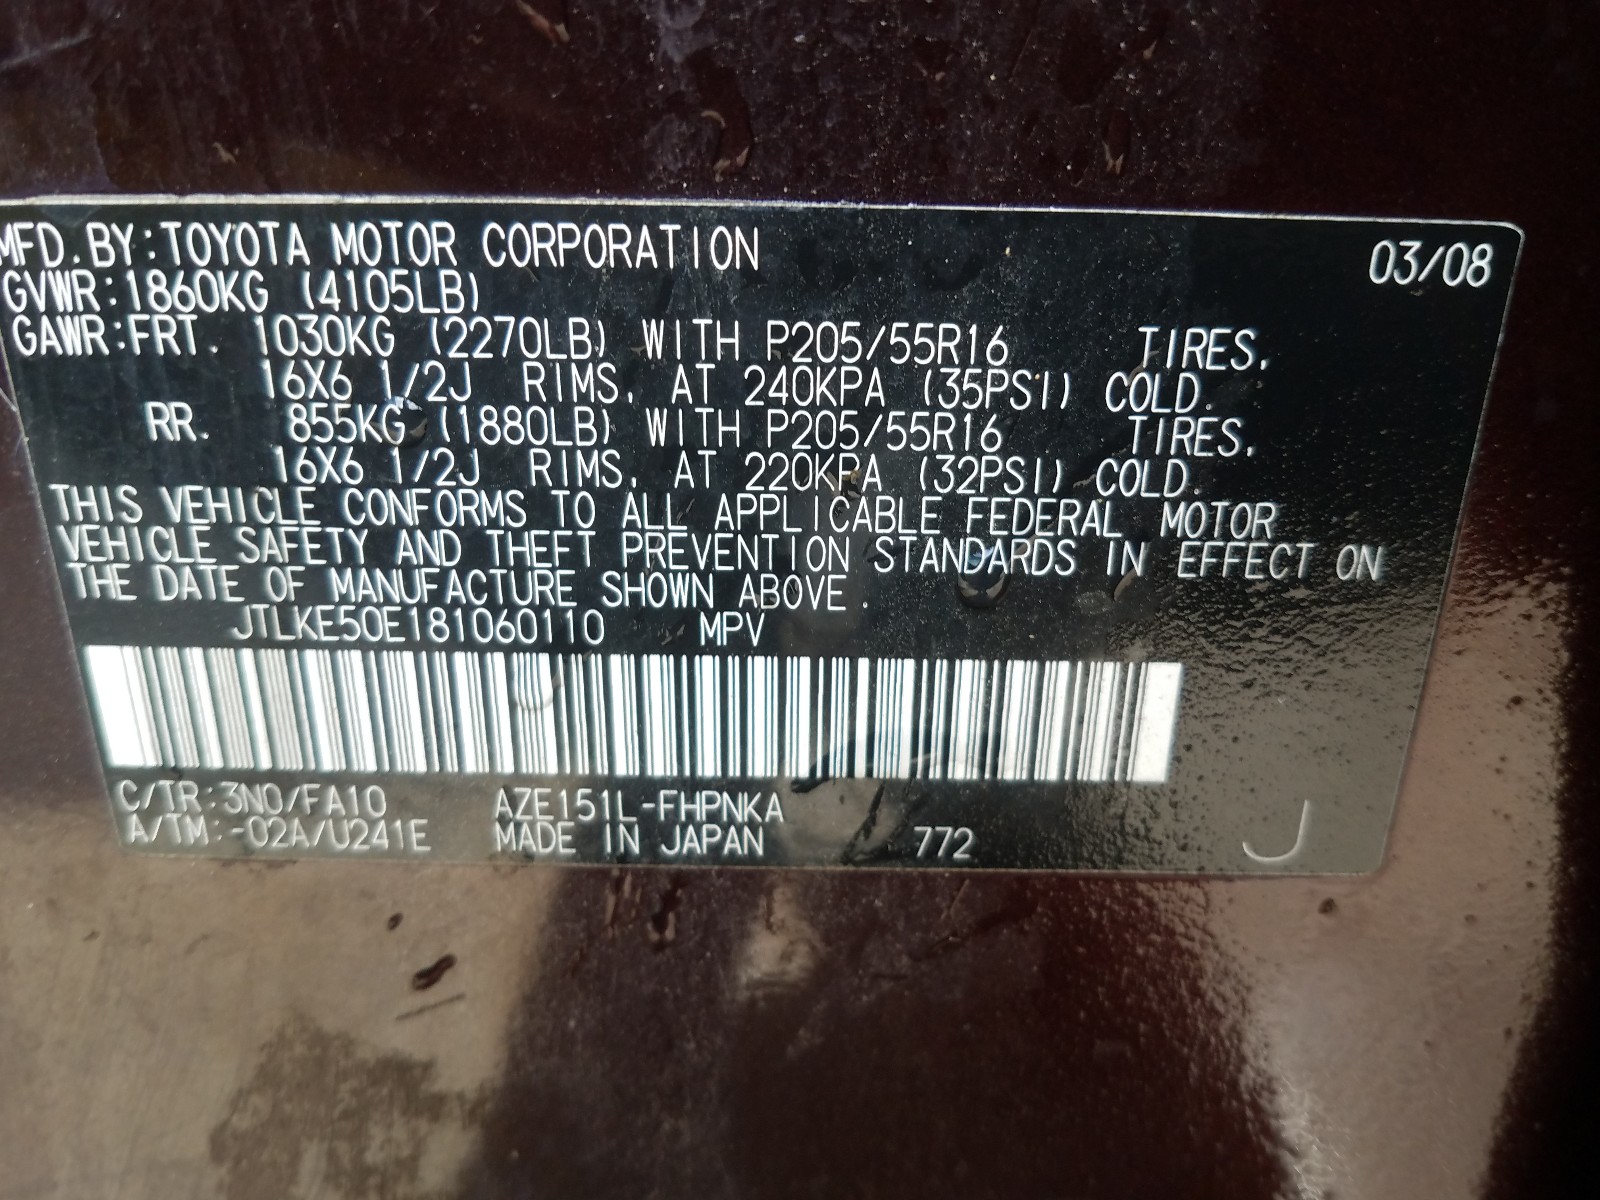 MFD.BY:TOYOTA MOTOR CORPORATION 03/08
GVWR:1860KG (4105LB)
GAWR:FRT. 1030KG (2270LB) WITH P205/55R16 TIRES,
16X6 1/2J RIMS, AT 240KPA (35PSI) COLD.
RR. 855KG (1880LB) WITH P205/55R16 TIRES,
16X6 1/2J RIMS, AT 220KPA (32PSI) COLD.
THIS VEHICLE CONFORMS TO ALL APPLICABLE FEDERAL MOTOR
VEHICLE SAFETY AND THEFT PREVENTION STANDARDS IN EFFECT ON
THE DATE OF MANUFACTURE SHOWN ABOVE.
JTLKE50E181060110 MPV
C/TR:3N0/FA10 AZE151L-FHPNKA
A/TM:-02A/U241E MADE IN JAPAN 772 J